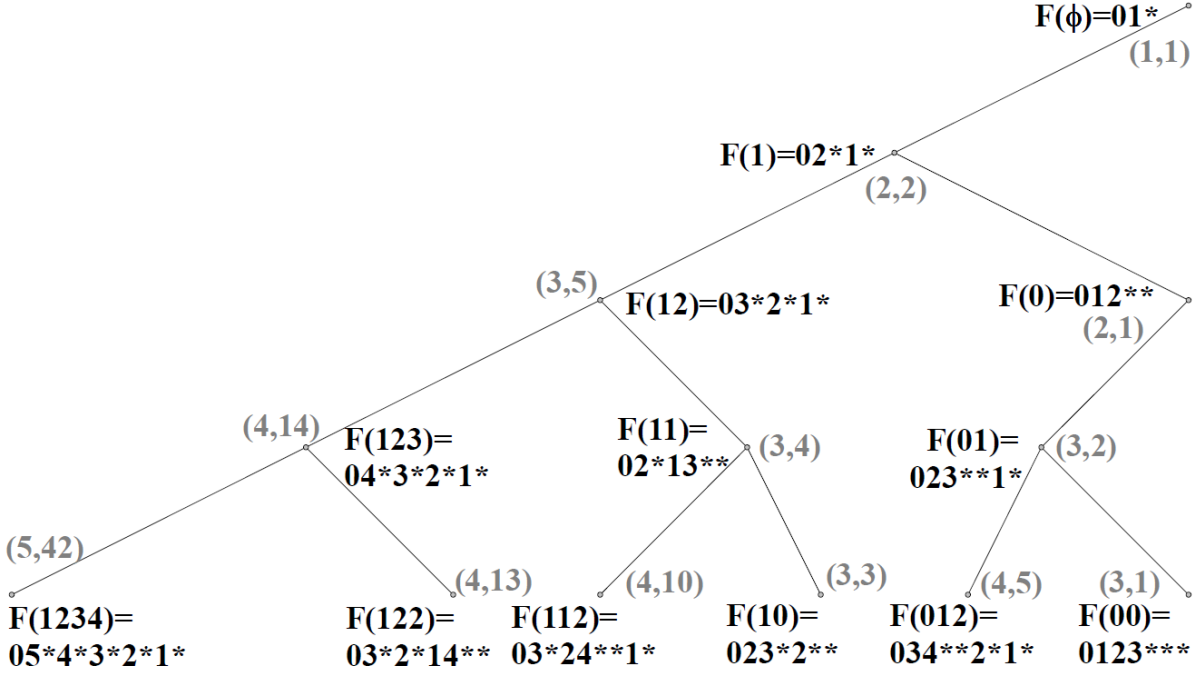 F(ϕ)=01*
(1,1)
F(1)=02*1*
(2,2)
(3,5)
F(12)=03*2*1*
F(0)=012**
(2,1)
(4,14)
F(123)=
04*3*2*1*
F(11)=
02*13**
(3,4)
F(01)=
023**1*
(3,2)
(5,42)
F(1234)=
05*4*3*2*1*
(4,13)
F(122)=
03*2*14**
(4,10)
F(112)=
03*24**1*
(3,3)
F(10)=
023*2**
(4,5)
F(012)=
034**2*1*
(3,1)
F(00)=
0123***